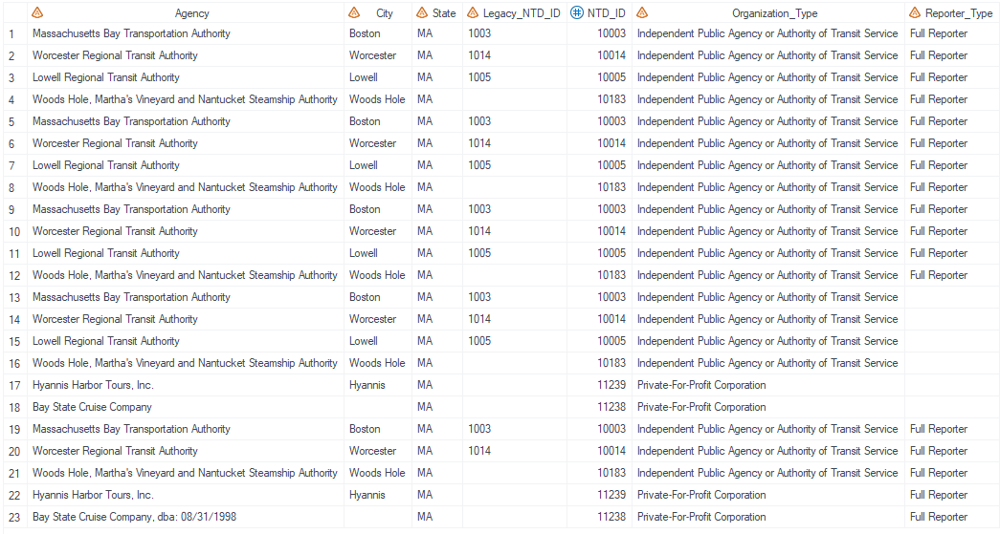 Agency City State Legacy_NTD_ID NTD_ID Organization_Type Reporter_Type
1 Massachusetts Bay Transportation Authority Boston MA 1003 10003 Independent Public Agency or Authority of Transit Service Full Reporter
2 Worcester Regional Transit Authority Worcester MA 1014 10014 Independent Public Agency or Authority of Transit Service Full Reporter
3 Lowell Regional Transit Authority Lowell MA 1005 10005 Independent Public Agency or Authority of Transit Service Full Reporter
4 Woods Hole, Martha's Vineyard and Nantucket Steamship Authority Woods Hole MA 10183 Independent Public Agency or Authority of Transit Service Full Reporter
5 Massachusetts Bay Transportation Authority Boston MA 1003 10003 Independent Public Agency or Authority of Transit Service Full Reporter
6 Worcester Regional Transit Authority Worcester MA 1014 10014 Independent Public Agency or Authority of Transit Service Full Reporter
7 Lowell Regional Transit Authority Lowell MA 1005 10005 Independent Public Agency or Authority of Transit Service Full Reporter
8 Woods Hole, Martha's Vineyard and Nantucket Steamship Authority Woods Hole MA 10183 Independent Public Agency or Authority of Transit Service Full Reporter
9 Massachusetts Bay Transportation Authority Boston MA 1003 10003 Independent Public Agency or Authority of Transit Service Full Reporter
10 Worcester Regional Transit Authority Worcester MA 1014 10014 Independent Public Agency or Authority of Transit Service Full Reporter
11 Lowell Regional Transit Authority Lowell MA 1005 10005 Independent Public Agency or Authority of Transit Service Full Reporter
12 Woods Hole, Martha's Vineyard and Nantucket Steamship Authority Woods Hole MA 10183 Independent Public Agency or Authority of Transit Service Full Reporter
13 Massachusetts Bay Transportation Authority Boston MA 1003 10003 Independent Public Agency or Authority of Transit Service
14 Worcester Regional Transit Authority Worcester MA 1014 10014 Independent Public Agency or Authority of Transit Service
15 Lowell Regional Transit Authority Lowell MA 1005 10005 Independent Public Agency or Authority of Transit Service
16 Woods Hole, Martha's Vineyard and Nantucket Steamship Authority Woods Hole MA 10183 Independent Public Agency or Authority of Transit Service
17 Hyannis Harbor Tours, Inc. Hyannis MA 11239 Private-For-Profit Corporation
18 Bay State Cruise Company MA 11238 Private-For-Profit Corporation
19 Massachusetts Bay Transportation Authority Boston MA 1003 10003 Independent Public Agency or Authority of Transit Service Full Reporter
20 Worcester Regional Transit Authority Worcester MA 1014 10014 Independent Public Agency or Authority of Transit Service Full Reporter
21 Woods Hole, Martha's Vineyard and Nantucket Steamship Authority Woods Hole MA 10183 Independent Public Agency or Authority of Transit Service Full Reporter
22 Hyannis Harbor Tours, Inc. Hyannis MA 11239 Private-For-Profit Corporation Full Reporter
23 Bay State Cruise Company, dba: 08/31/1998 MA 11238 Private-For-Profit Corporation Full Reporter